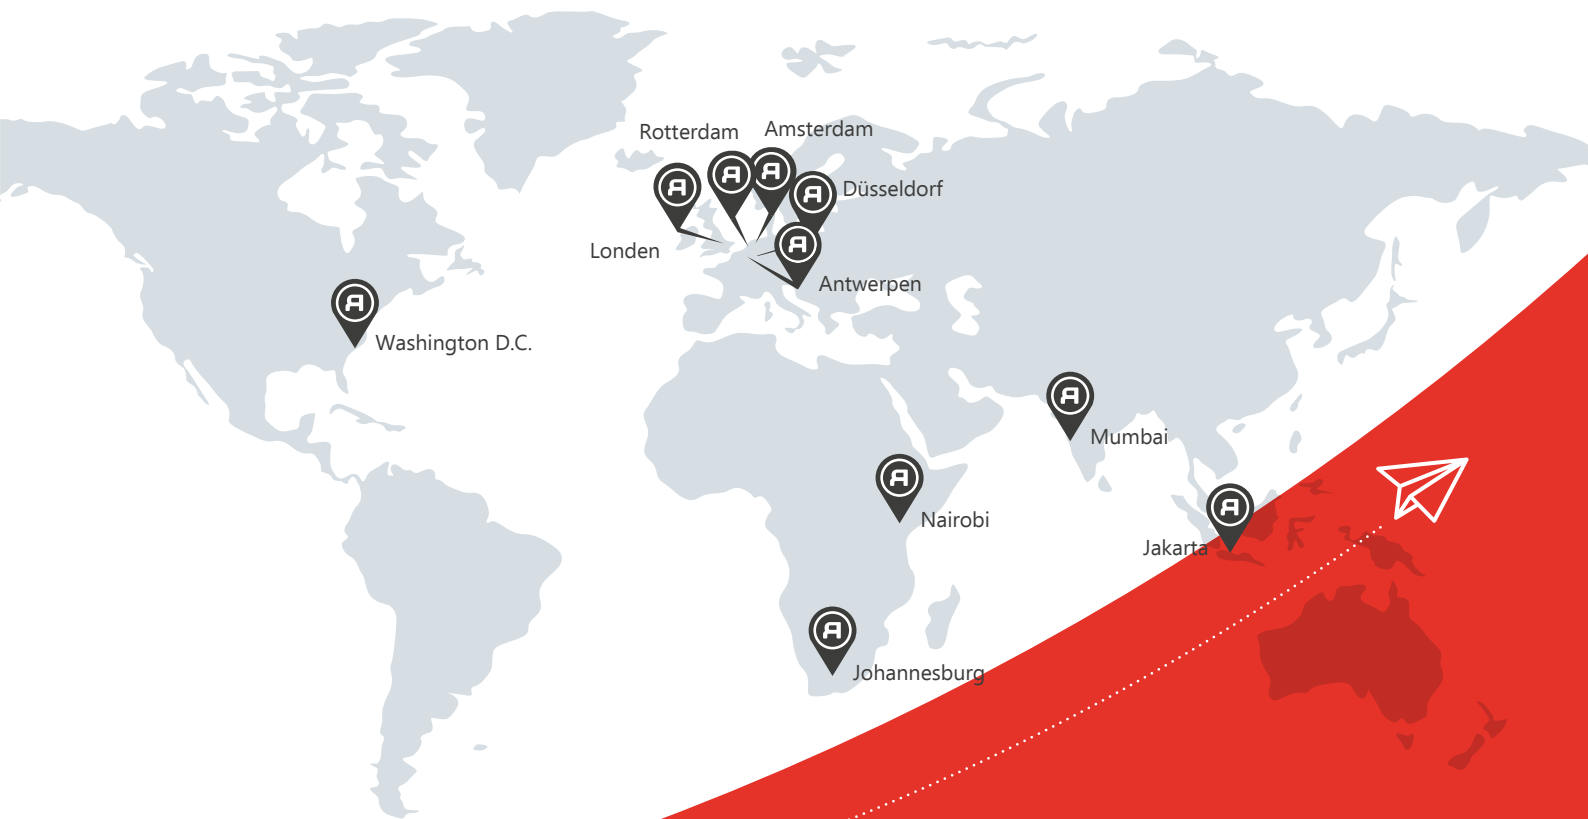 Rotterdam
Amsterdam
Düsseldorf
Londen
Antwerpen
Washington D.C.
Mumbai
Nairobi
Jakarta
Johannesburg